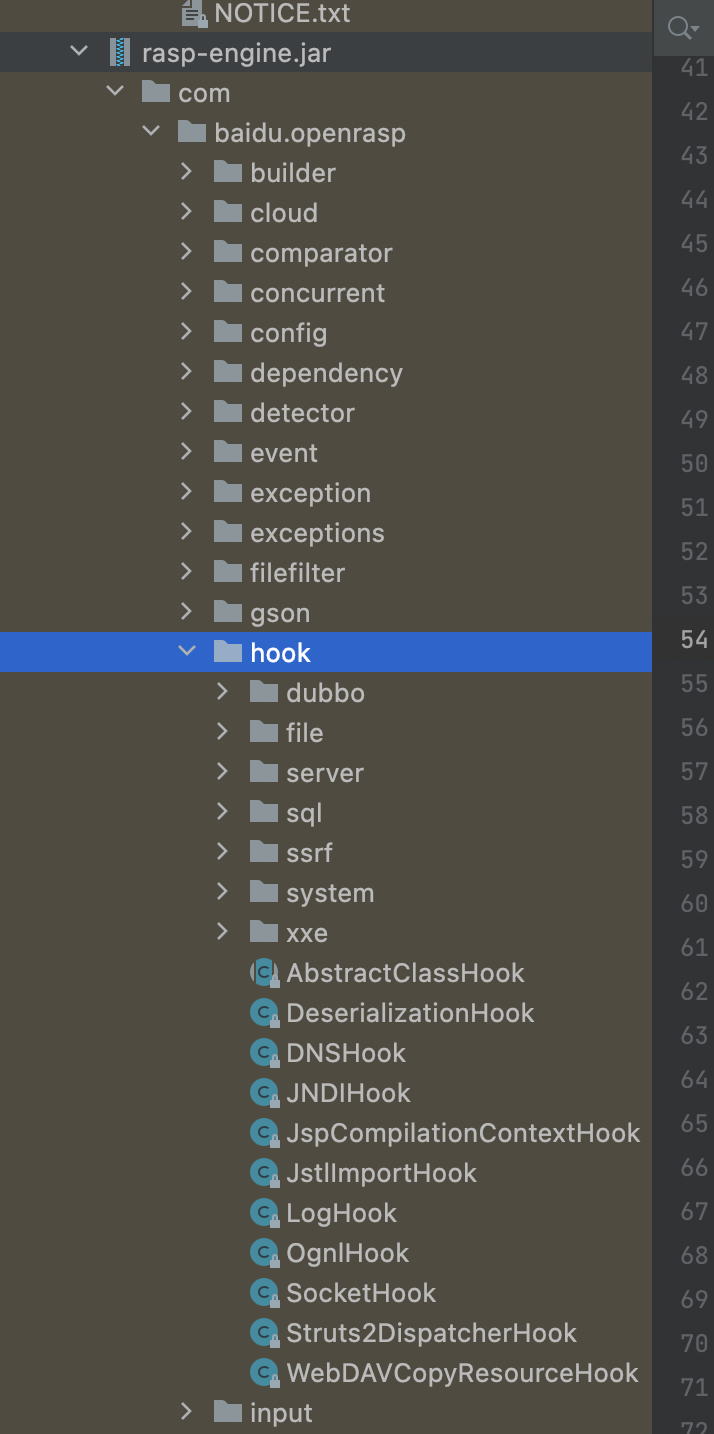 NOTICE.txt
rasp-engine.jar
41
com
42
baidu.openrasp
43
builder
44
cloud
45
comparator
46
concurrent
47
config
48
dependency
49
detector
50
event
51
exception
52
exceptions
53
filefilter
gson
54
hook
55
dubbo
56
file
57
server
58
sql
59
ssrf
60
system
61
xxe
62
AbstractClassHook
63
DeserializationHook
DNSHook
64
JNDIHook
65
JspCompilationContextHook
66
JstlImportHook
67
LogHook
68
OgnlHook
69
SocketHook
70
Struts2DispatcherHook
71
WebDAVCopyResourceHook
72
input